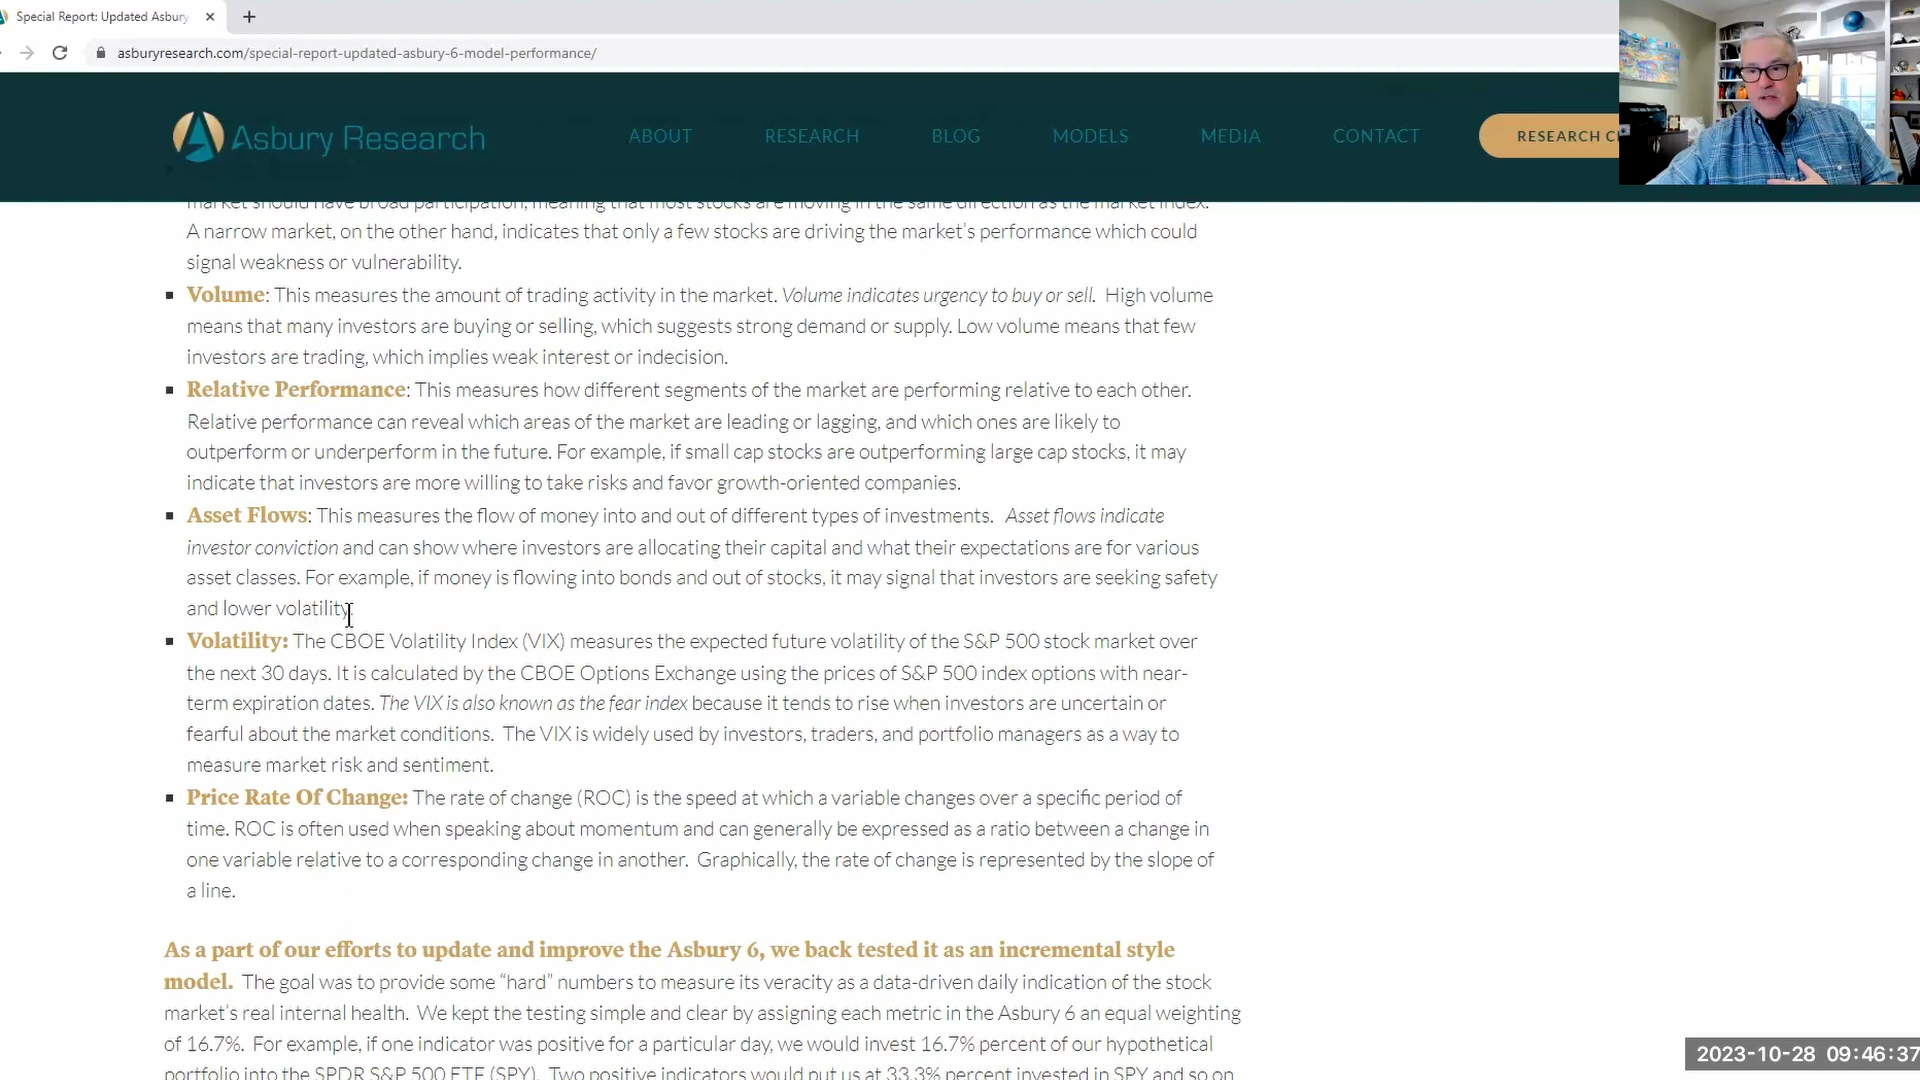 Special Report: Updated Asbury
asburyresearch.com/special-report-updated-asbury-6-model-performance/
Asbury Research
ABOUT
RESEARCH
BLOG
MODELS
MEDIA
CONTACT
RESEARCH C
market should have broad participation, meaning that most stocks are moving in the same direction as the market index.
A narrow market, on the other hand, indicates that only a few stocks are driving the market's performance which could
signal weakness or vulnerability.
Volume: This measures the amount of trading activity in the market. Volume indicates urgency to buy or sell. High volume
means that many investors are buying or selling, which suggests strong demand or supply. Low volume means that few
investors are trading, which implies weak interest or indecision.
Relative Performance: This measures how different segments of the market are performing relative to each other.
Relative performance can reveal which areas of the market are leading or lagging, and which ones are likely to
outperform or underperform in the future. For example, if small cap stocks are outperforming large cap stocks, it may
indicate that investors are more willing to take risks and favor growth-oriented companies.
Asset Flows: This measures the flow of money into and out of different types of investments. Asset flows indicate
investor conviction and can show where investors are allocating their capital and what their expectations are for various
asset classes. For example, if money is flowing into bonds and out of stocks, it may signal that investors are seeking safety
and lower volatility.
Volatility: The CBOE Volatility Index (VIX) measures the expected future volatility of the S&P 500 stock market over
the next 30 days. It is calculated by the CBOE Options Exchange using the prices of S&P 500 index options with near-
term expiration dates. The VIX is also known as the fear index because it tends to rise when investors are uncertain or
fearful about the market conditions. The VIX is widely used by investors, traders, and portfolio managers as a way to
measure market risk and sentiment.
Price Rate Of Change: The rate of change (ROC) is the speed at which a variable changes over a specific period of
time. ROC is often used when speaking about momentum and can generally be expressed as a ratio between a change in
one variable relative to a corresponding change in another. Graphically, the rate of change is represented by the slope of
a line.
As a part of our efforts to update and improve the Asbury 6, we back tested it as an incremental style
model. The goal was to provide some “hard” numbers to measure its veracity as a data-driven daily indication of the stock
market's real internal health. We kept the testing simple and clear by assigning each metric in the Asbury 6 an equal weighting
of 16.7%. For example, if one indicator was positive for a particular day, we would invest 16.7% percent of our hypothetical
portfolio into the SPDR S&P 500 ETF (SPY). Two positive indicators would put us at 33.3% percent invested in SPY and so on
2023-10-28 09:46:37